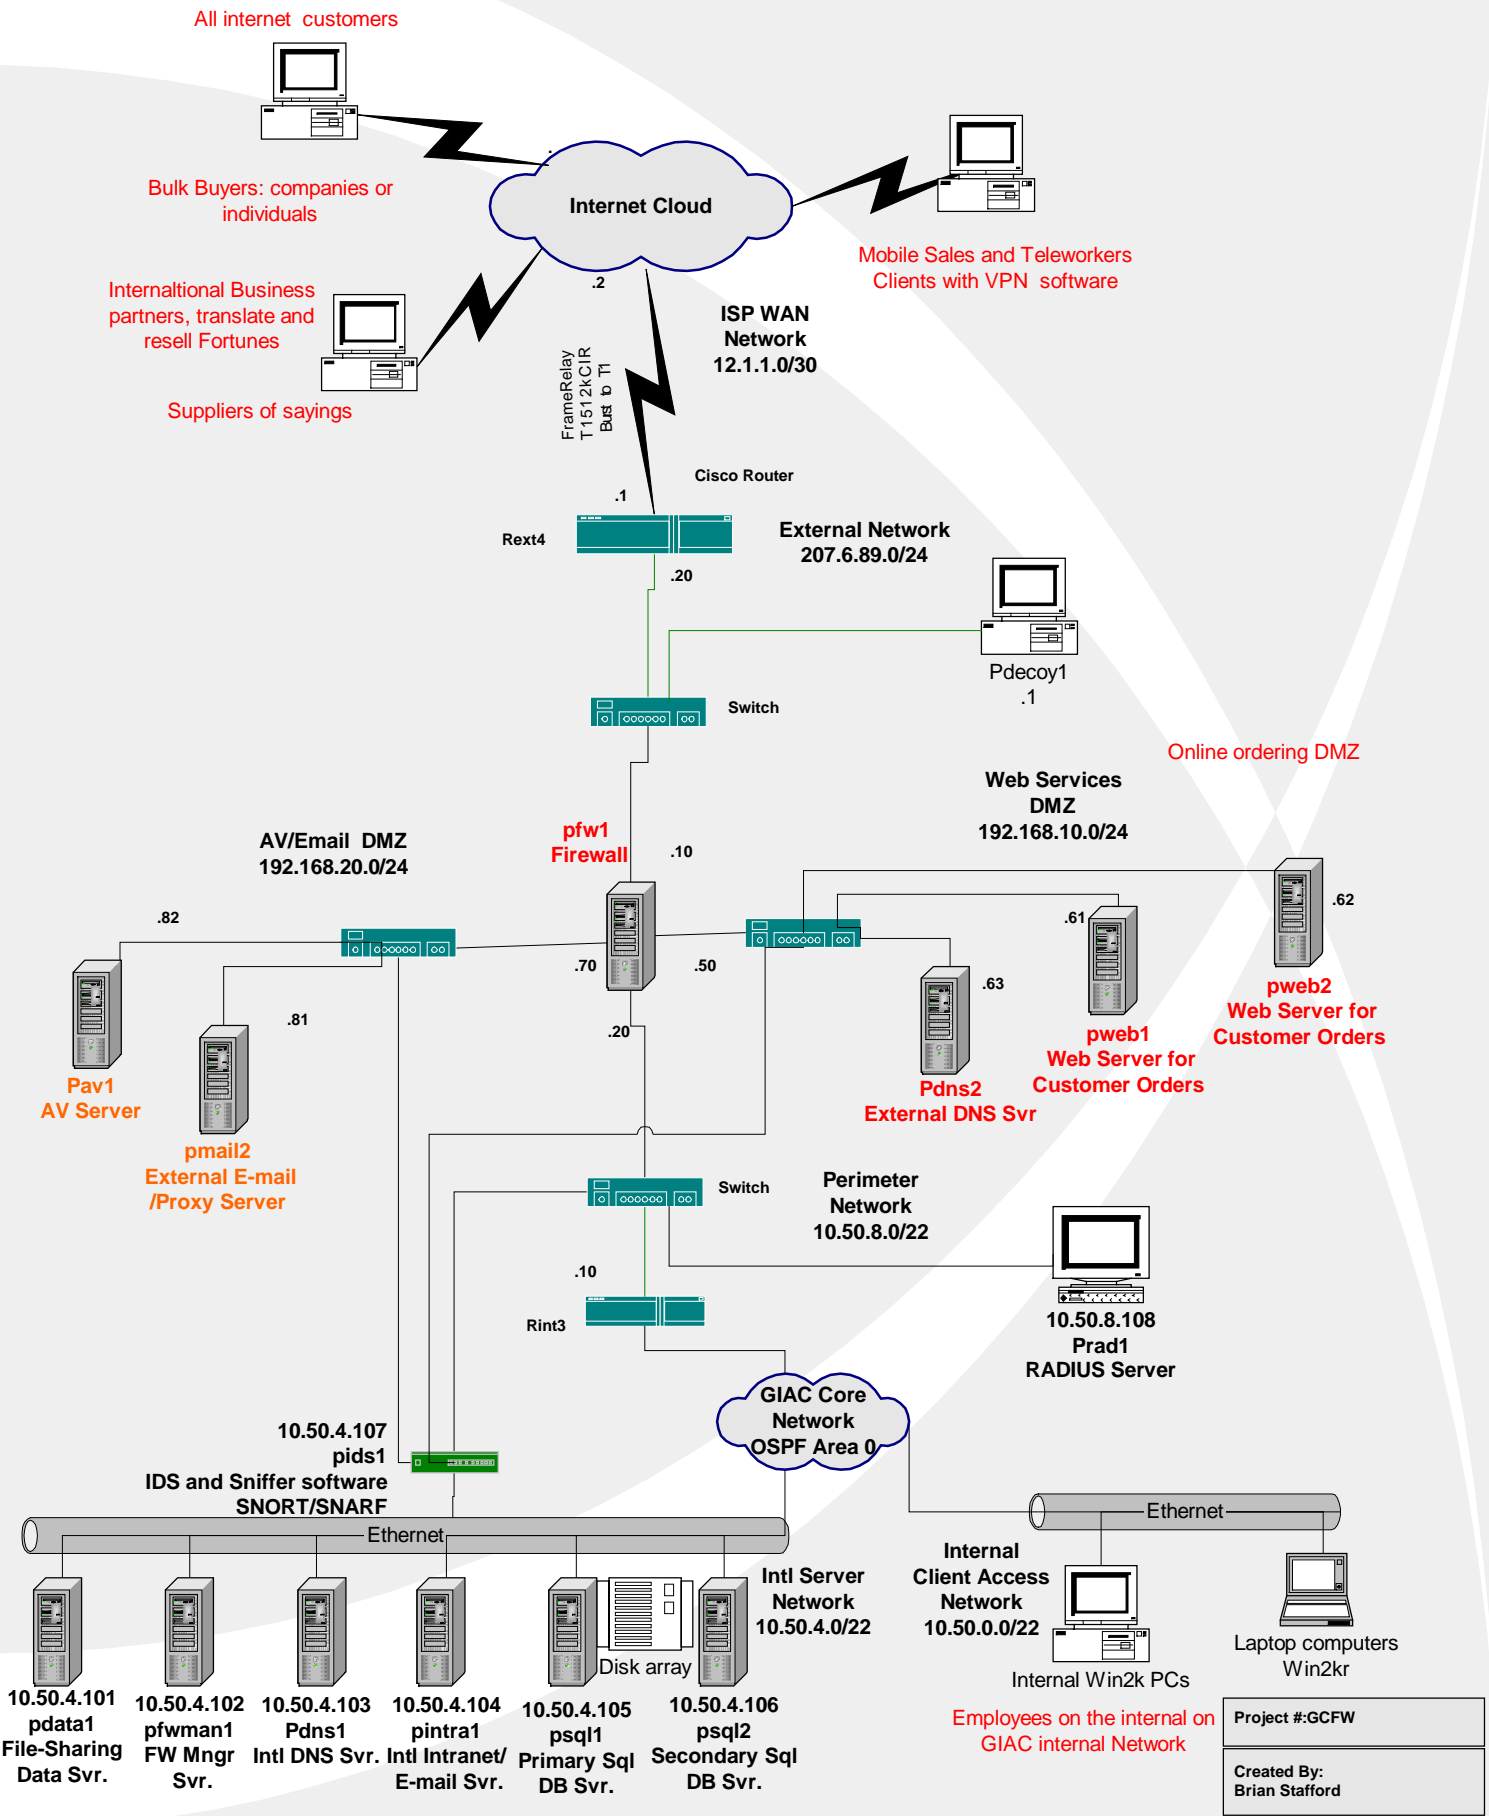 All internet  customers
Bulk Buyers: companies or
individuals
Internet Cloud
Mobile Sales and Teleworkers
Clients with VPN  software
Internaltional Business
partners, translate and
resell Fortunes
Suppliers of sayings
.2
ISP WAN
Network
12.1.1.0/30
FrameRelay
T1512kCIR
Bust to T1
Cisco Router
.1
Rext4
External Network
207.6.89.0/24
.20
Pdecoy1
.1
Switch
Online ordering DMZ
Web Services
DMZ
192.168.10.0/24
AV/Email  DMZ
192.168.20.0/24
pfw1
Firewall
.10
.82
.61
.62
.70
.50
.63
.81
.20
pweb2
Web Server for
Customer Orders
pweb1
Web Server for
Customer Orders
Pdns2
External DNS Svr
Pav1
AV Server
pmail2
External E-mail
/Proxy Server
Switch
Perimeter
Network
10.50.8.0/22
.10
Rint3
10.50.8.108
Prad1
RADIUS Server
GIAC Core
Network
OSPF Area 0
10.50.4.107
pids1
IDS and Sniffer software
SNORT/SNARF
Ethernet
Ethernet
Intl Server
Network
10.50.4.0/22
Internal
Client Access
Network
10.50.0.0/22
Disk array
Internal Win2k PCs
Laptop computers
Win2kr
10.50.4.101
pdata1
File-Sharing
Data Svr.
10.50.4.102
pfwman1
FW Mngr
Svr.
10.50.4.103
Pdns1
Intl DNS Svr.
10.50.4.104
pintra1
Intl Intranet/
E-mail Svr.
10.50.4.105
psql1
Primary Sql
DB Svr.
10.50.4.106
psql2
Secondary Sql
DB Svr.
Employees on the internal on
GIAC internal Network
Project #:GCFW
Created By:
Brian Stafford